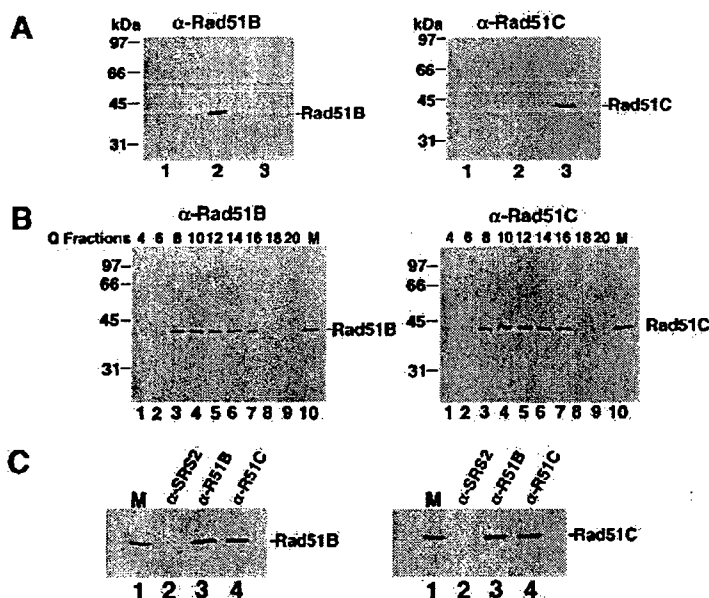 A
α-Rad51B
kDa
97–
66–
45–
31–
-Rad51B
1 2 3
α-Rad51C
kDa
97–
66–
45–
31–
-Rad51C
1 2 3
B
α-Rad51B
Q Fractions 4 6 8 10 12 14 16 18 20 M
97–
66–
45–
31–
-Rad51B
1 2 3 4 5 6 7 8 9 10
α-Rad51C
4 6 8 10 12 14 16 18 20 M
97–
66–
45–
31–
Rad51C
1 2 3 4 5 6 7 8 9 10
C
M α-SRS2 α-R51B α-R51C
-Rad51B
1 2 3 4
M α-SRS2 α-R51B α-R51C
-Rad51C
1 2 3 4